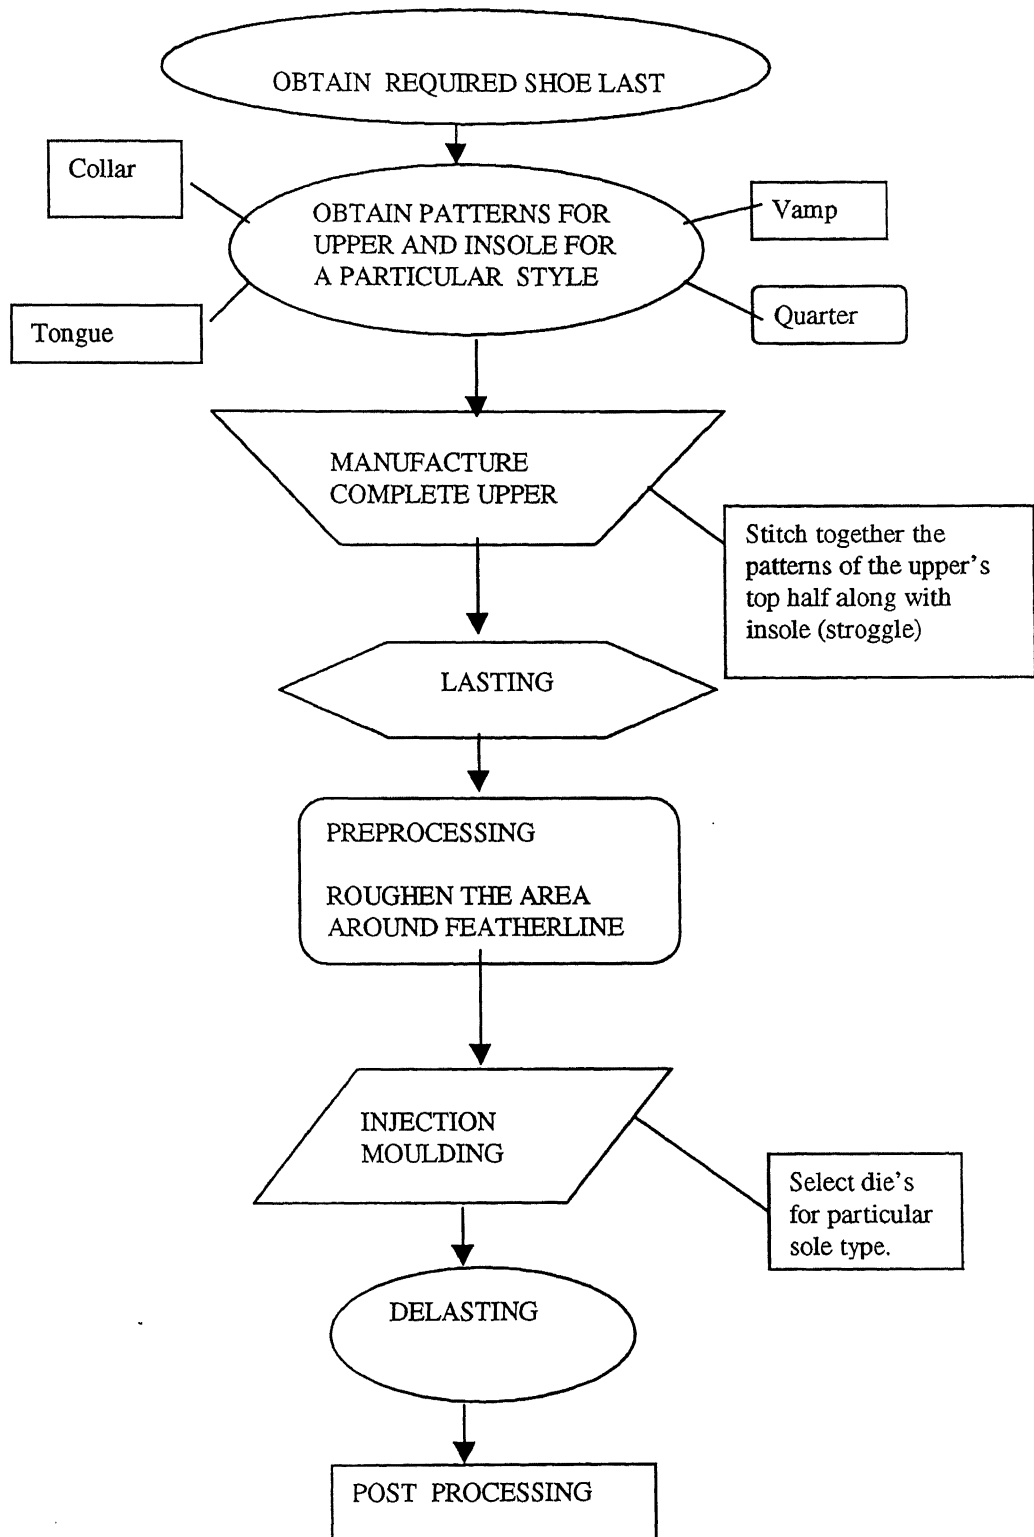 OBTAIN REQUIRED SHOE LAST
Collar
OBTAIN PATTERNS FOR
UPPER AND INSOLE FOR
A PARTICULAR STYLE
Vamp
Tongue
Quarter
MANUFACTURE
COMPLETE UPPER
Stitch together the
patterns of the upper's
top half along with
insole (stroggle)
LASTING
PREPROCESSING
ROUGHEN THE AREA
AROUND FEATHERLINE
INJECTION
MOULDING
Select die's
for particular
sole type.
DELASTING
POST PROCESSING